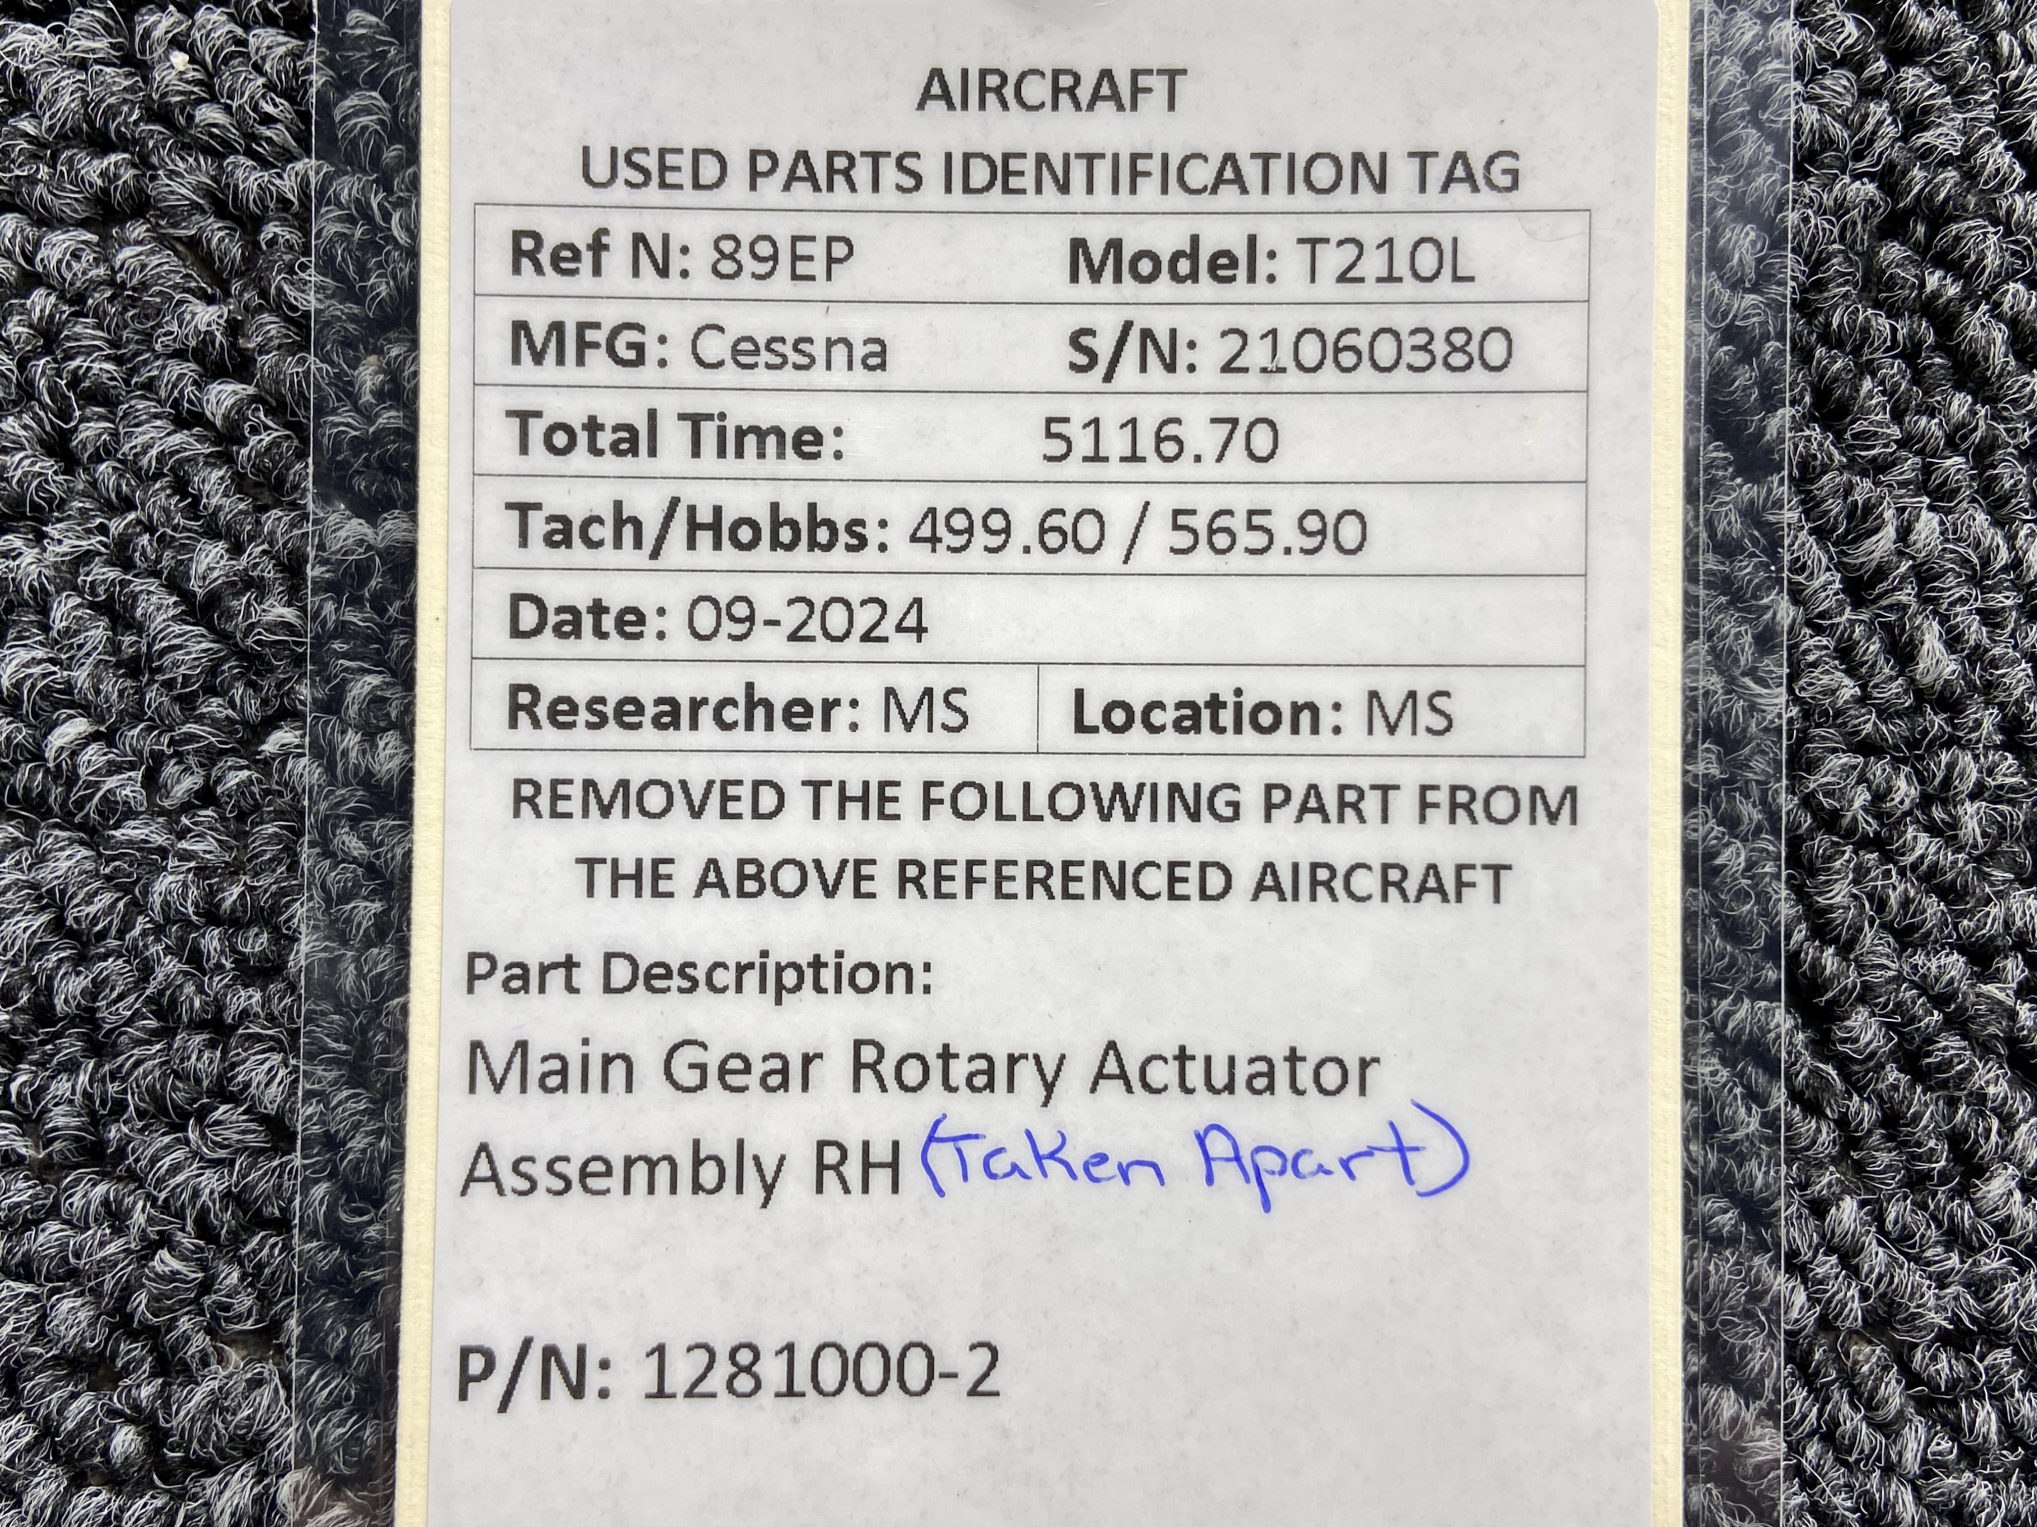 AIRCRAFT
USED PARTS IDENTIFICATION TAG
Ref N: 89EP Model: T210L
MFG: Cessna S/N: 21060380
Total Time: 5116.70
Tach/Hobbs: 499.60 / 565.90
Date: 09-2024
Researcher: MS Location: MS
REMOVED THE FOLLOWING PART FROM
THE ABOVE REFERENCED AIRCRAFT
Part Description:
Main Gear Rotary Actuator
Assembly RH (Taken Apart)
P/N: 1281000-2